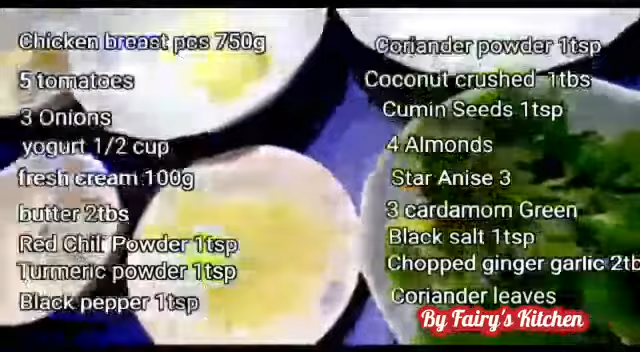 Chicken breast pcs 750g
5 tomatoes
3 Onions
yogurt 1/2 cup
fresh cream 100g
butter 2tbs
Red Chili Powder 1tsp
Turmeric powder 1tsp
Black pepper 1tsp
Coriander powder 1tsp
Coconut crushed 1tbs
Cumin Seeds 1tsp
4 Almonds
Star Anise 3
3 cardamom Green
Black salt 1tsp
Chopped ginger garlic 2tb
Coriander leaves
By Fairy's Kitchen